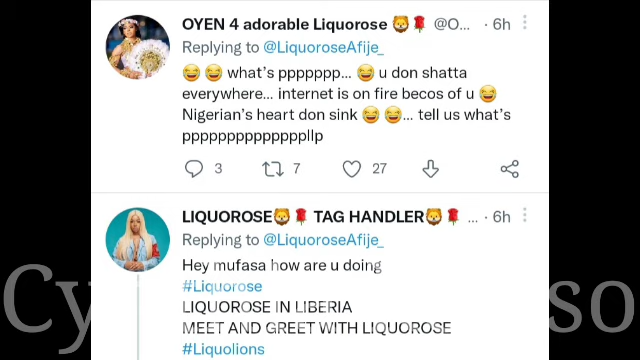 OYEN 4 adorable Liquorose 🦁🌹 @O... · 6h
Replying to @LiquoroseAfije_
😂 😂 what's ppppppp... 😂 u don shatta
everywhere... internet is on fire becos of u 😂
Nigerian's heart don sink 😂 😂... tell us what's
ppppppppppppppllp
3 7 27
LIQUOROSE🦁🌹 TAG HANDLER🦁🌹 ... · 6h
Replying to @LiquoroseAfije_
Hey mufasa how are u doing
#Liquorose
LIQUOROSE IN LIBERIA
MEET AND GREET WITH LIQUOROSE
#Liquolions